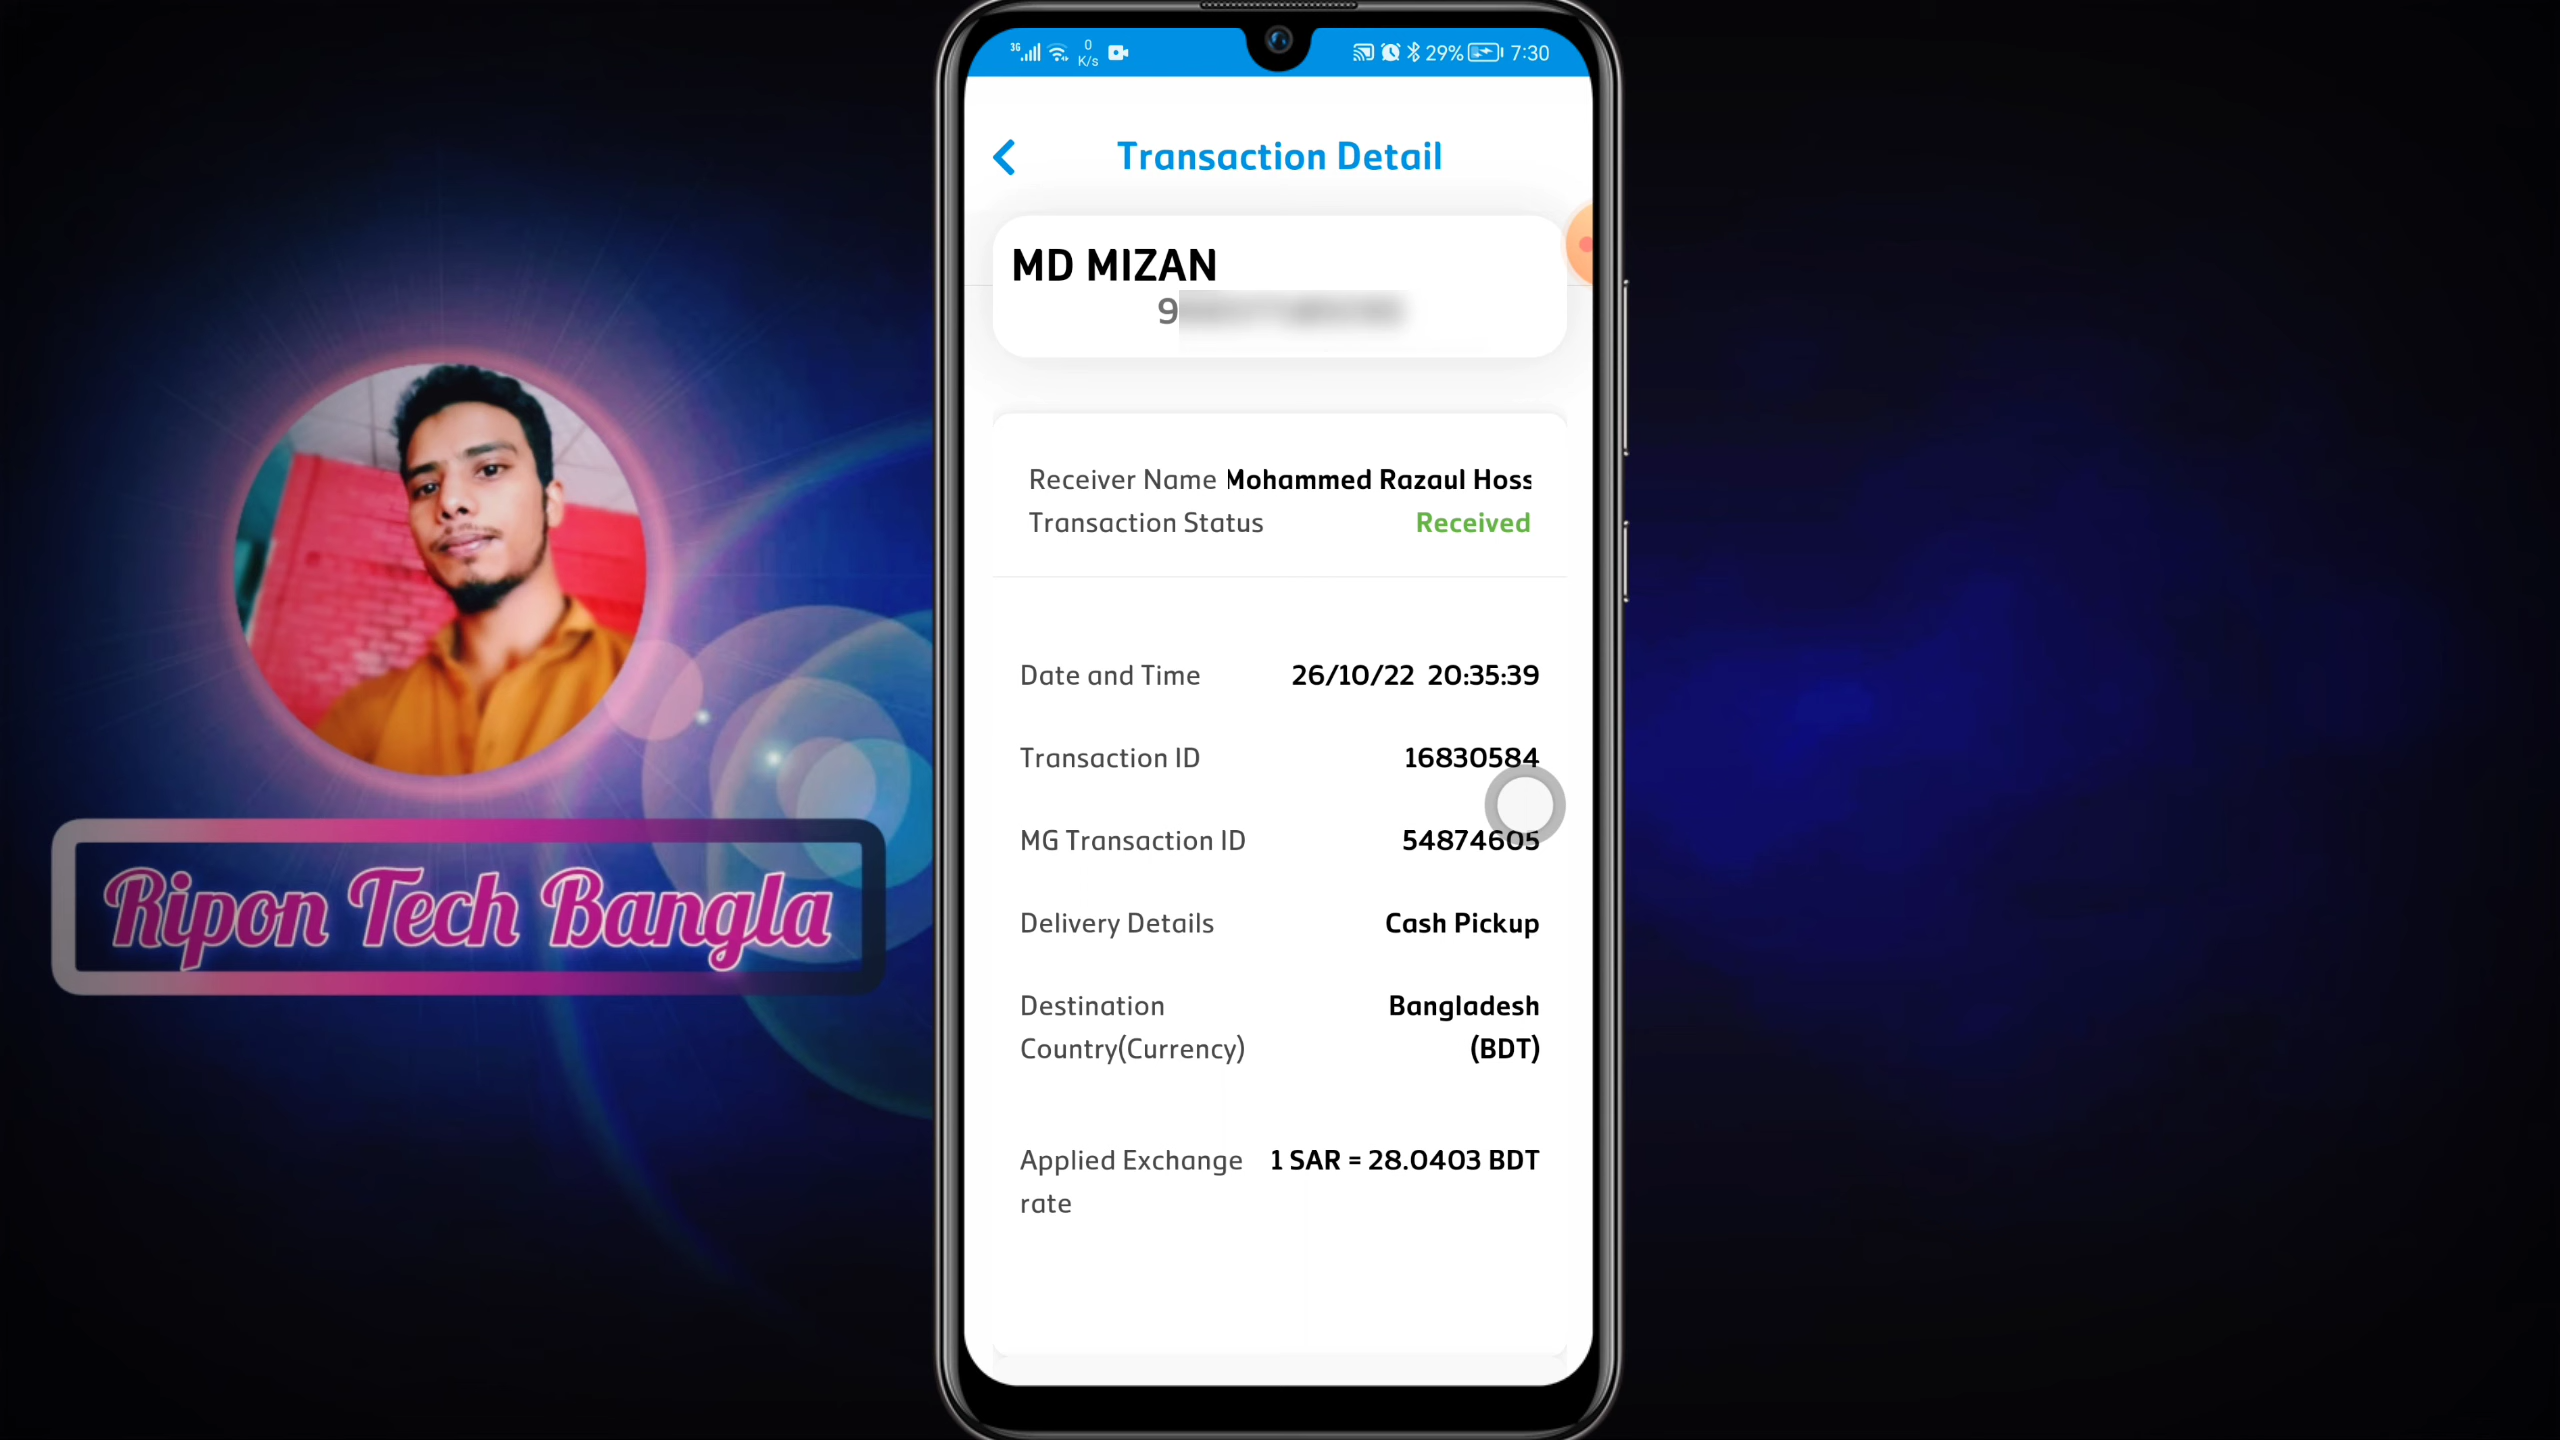 3G
0
K/s
29%
7:30
Transaction Detail
MD MIZAN
9
Receiver Name Mohammed Razaul Hoss
Transaction Status Received
Date and Time 26/10/22 20:35:39
Transaction ID 16830584
MG Transaction ID 54874605
Delivery Details Cash Pickup
Destination Bangladesh
Country(Currency) (BDT)
Applied Exchange 1 SAR = 28.0403 BDT
rate
Ripon Tech Bangla